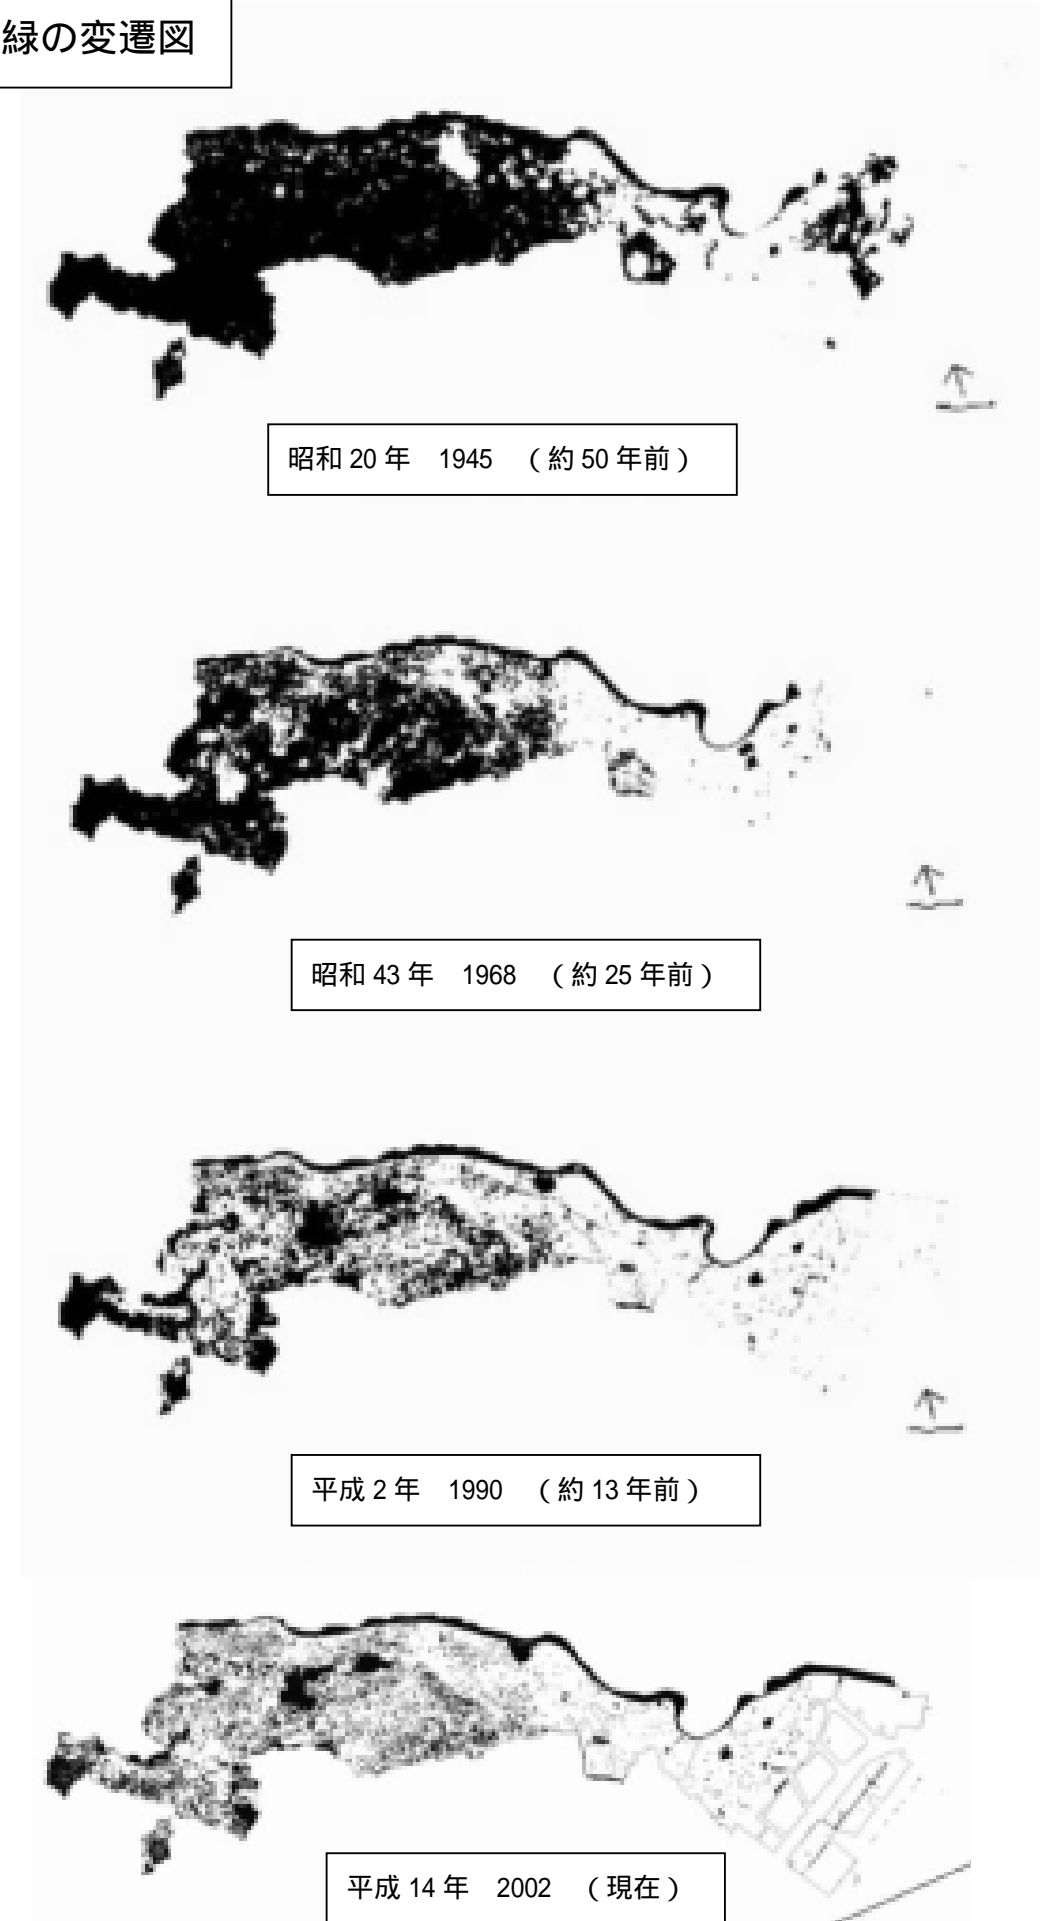 緑の変遷図
昭和 20 年　1945　（約 50 年前）
昭和 43 年　1968　（約 25 年前）
平成 2 年　1990　（約 13 年前）
平成 14 年　2002　（現在）